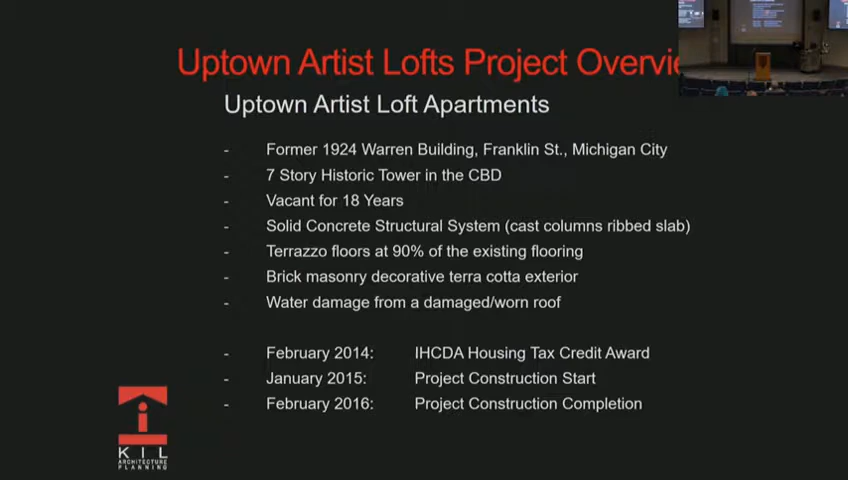 Uptown Artist Lofts Project Overvie
Uptown Artist Loft Apartments
- Former 1924 Warren Building, Franklin St., Michigan City
- 7 Story Historic Tower in the CBD
- Vacant for 18 Years
- Solid Concrete Structural System (cast columns ribbed slab)
- Terrazzo floors at 90% of the existing flooring
- Brick masonry decorative terra cotta exterior
- Water damage from a damaged/worn roof
- February 2014: IHCDA Housing Tax Credit Award
- January 2015: Project Construction Start
- February 2016: Project Construction Completion
KIL
ARCHITECTURE
PLANNING